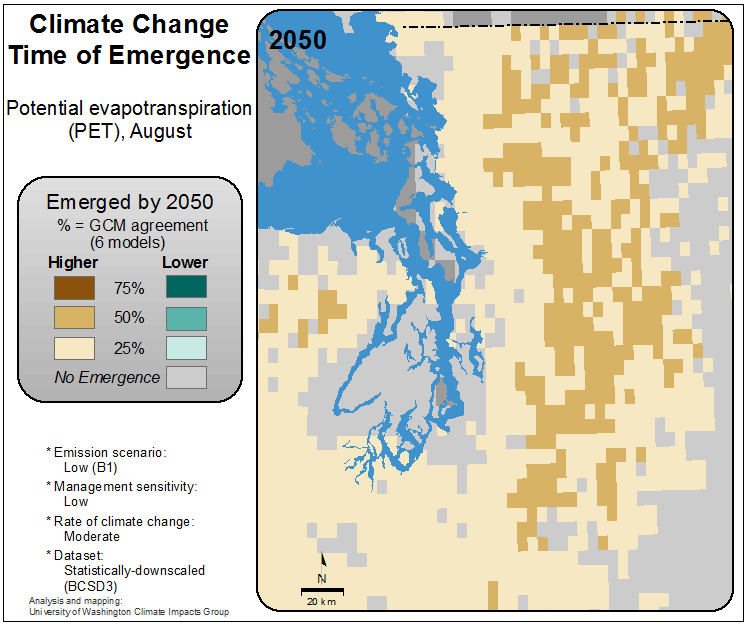 Climate Change
Time of Emergence
Potential evapotranspiration
(PET), August
Emerged by 2050
% = GCM agreement
(6 models)
Higher Lower
75%
50%
25%
No Emergence
* Emission scenario:
Low (B1)
* Management sensitivity:
Low
* Rate of climate change:
Moderate
* Dataset:
Statistically-downscaled
(BCSD3)
Analysis and mapping:
University of Washington Climate Impacts Group
2050
N
20 km